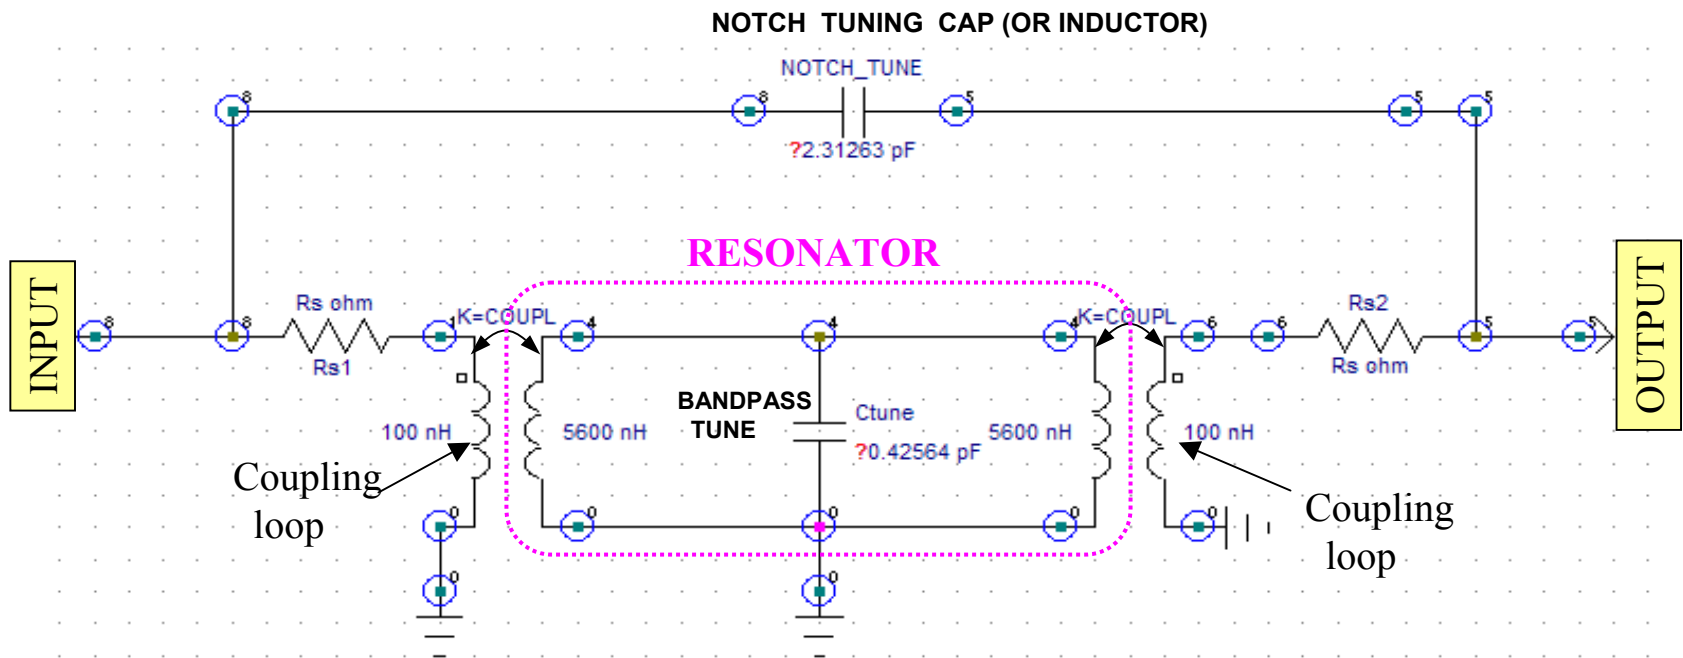 NOTCH TUNING CAP (OR INDUCTOR)
NOTCH_TUNE
8
8
5
5
5
?2.31263 pF
RESONATOR
INPUT
OUTPUT
Rs ohm
Rs1
K=COUPL
K=COUPL
Rs2
Rs ohm
8
8
1
4
4
4
6
6
5
5
BANDPASS
TUNE
Ctune
?0.42564 pF
100 nH
5600 nH
5600 nH
100 nH
Coupling
loop
Coupling
loop
0
0
0
0
0
0
0